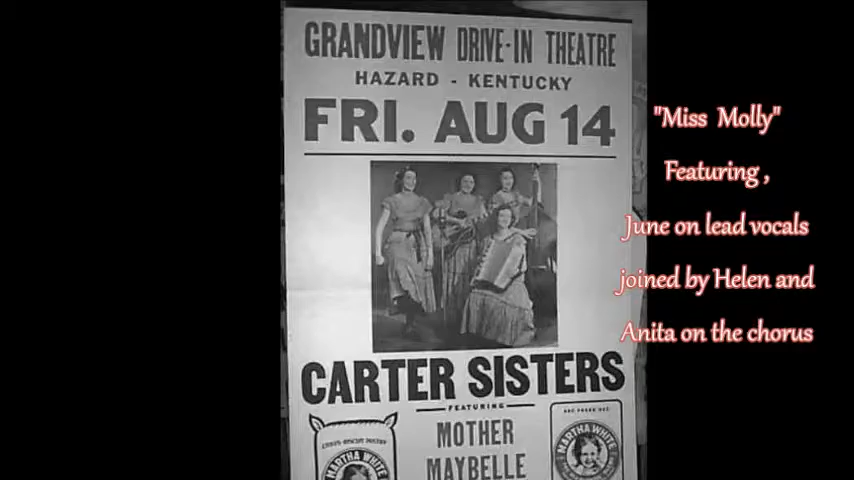 GRANDVIEW DRIVE-IN THEATRE
HAZARD - KENTUCKY
FRI. AUG 14
CARTER SISTERS
FEATURING
MOTHER
MAYBELLE
MARTHA WHITE
MARTHA WHITE
"Miss Molly"
Featuring ,
June on lead vocals
joined by Helen and
Anita on the chorus